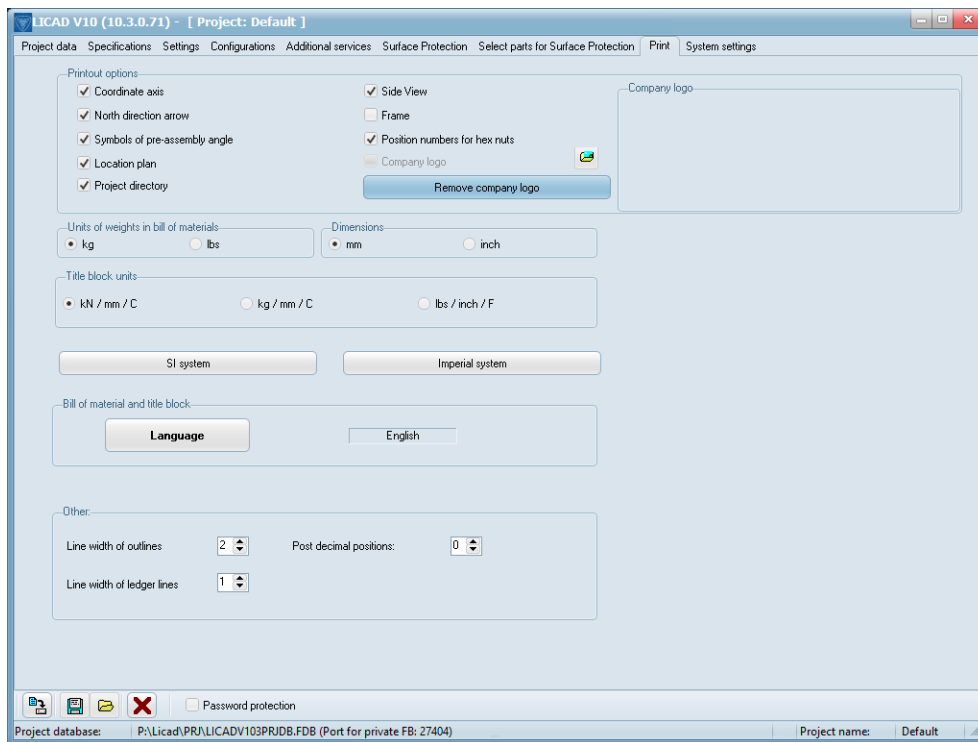 LICAD V10 (10.3.0.71) - [ Project: Default ]
Project data Specifications Settings Configurations Additional services Surface Protection Select parts for Surface Protection Print System settings
Printout options
Coordinate axis
North direction arrow
Symbols of pre-assembly angle
Location plan
Project directory
Side View
Frame
Position numbers for hex nuts
Company logo
Remove company logo
Company logo
Units of weights in bill of materials
kg lbs
Dimensions
mm inch
Title block units
kN / mm / C kg / mm / C lbs / inch / F
SI system Imperial system
Bill of material and title block
Language English
Other:
Line width of outlines 2 Post decimal positions: 0
Line width of ledger lines 1
Password protection
Project database: P:\Licad\PRJ\LICADV103PRJDB.FDB (Port for private FB: 27404) Project name: Default